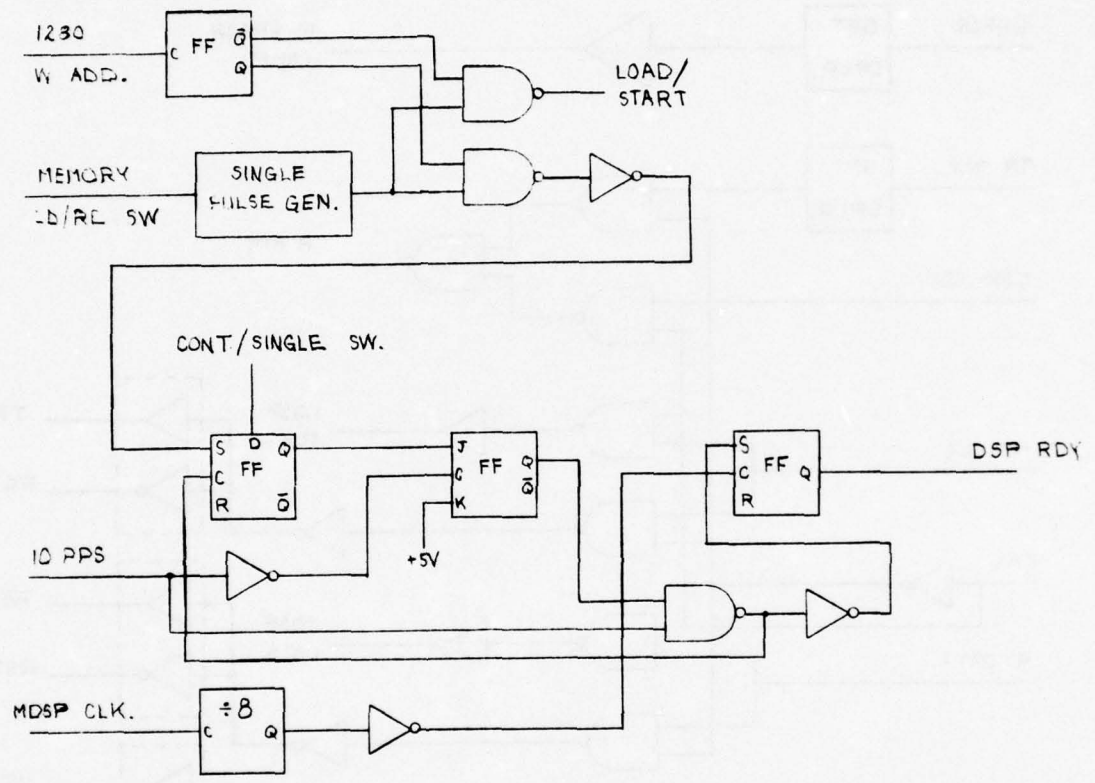 1230
W ADD.
C FF Q̅
Q
LOAD/
START
MEMORY
LD/RC SW
SINGLE
PULSE GEN.
CONT./SINGLE SW.
S D Q
FF
C
R Q̅
J
C FF Q
Q̅
K
+5V
S
C FF Q
R
DSP RDY
10 PPS
MDSP CLK.
÷8
C Q